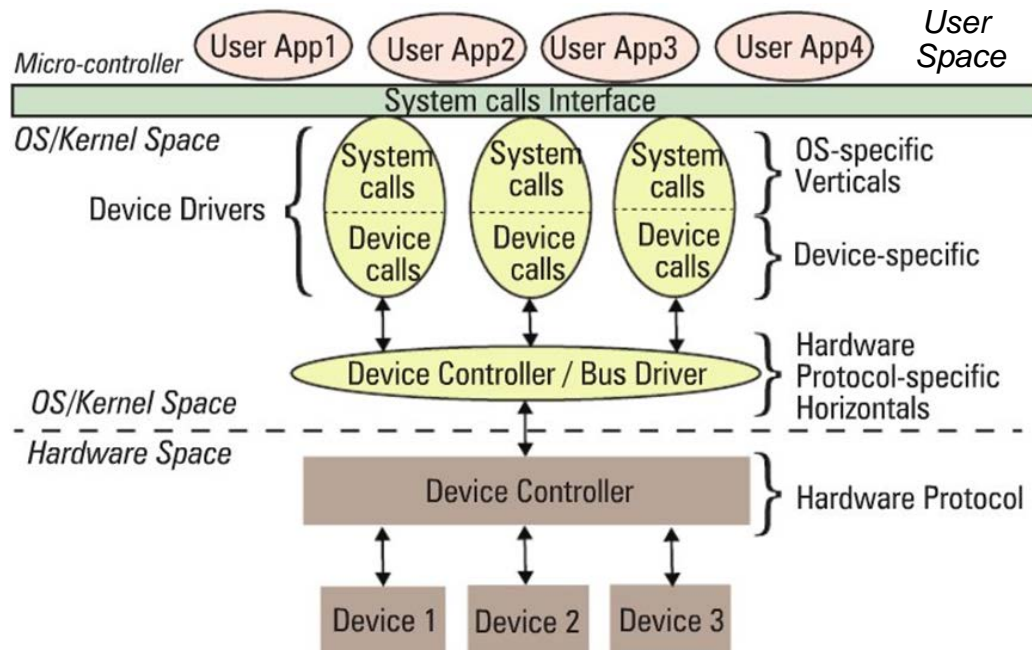 User App1
User App2
User App3
User App4
User
Space
Micro-controller
System calls Interface
OS/Kernel Space
Device Drivers
System
calls
Device
calls
System
calls
Device
calls
System
calls
Device
calls
OS-specific
Verticals
Device-specific
Device Controller / Bus Driver
Hardware
Protocol-specific
Horizontals
OS/Kernel Space
Hardware Space
Device Controller
Hardware Protocol
Device 1
Device 2
Device 3